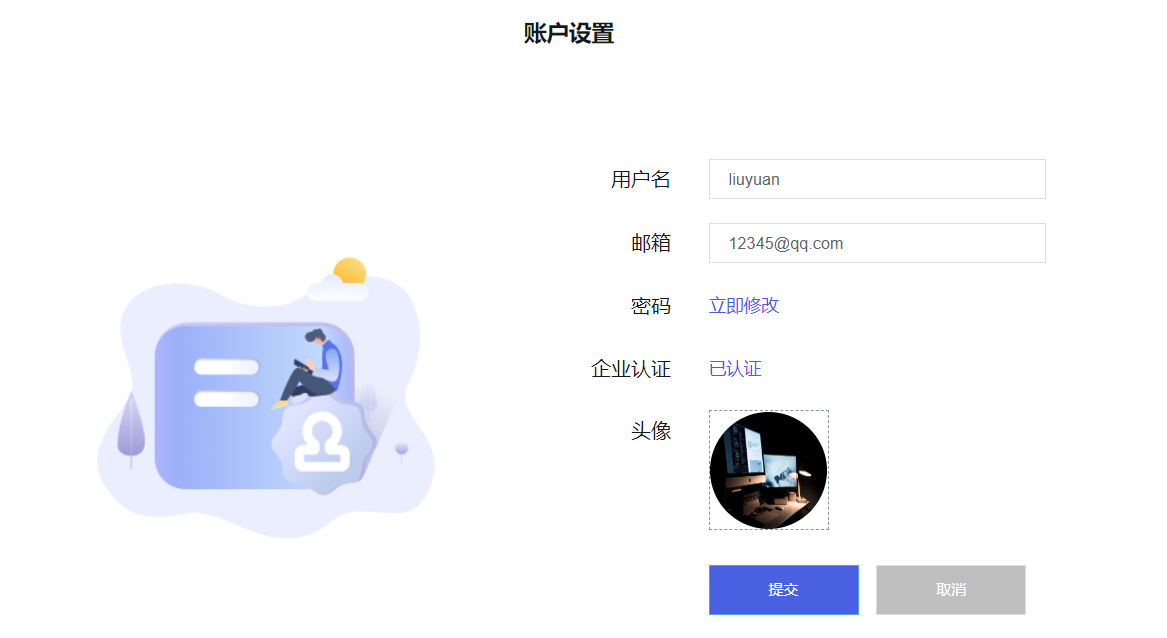 账户设置
用户名 liuyuan
邮箱 12345@qq.com
密码 立即修改
企业认证 已认证
头像
提交 取消